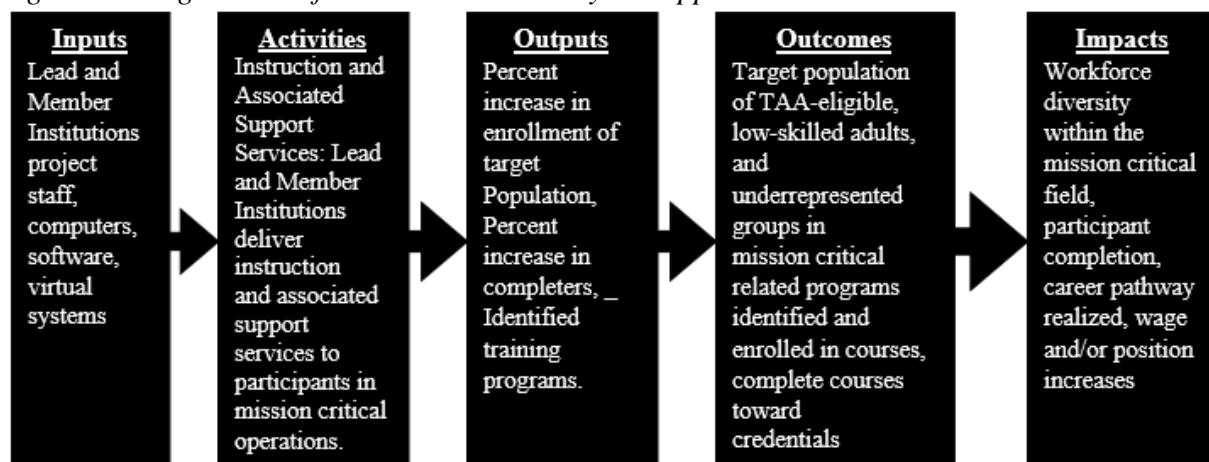 Inputs
Lead and
Member
Institutions
project
staff,
computers,
software,
virtual
systems
Activities
Instruction and
Associated
Support
Services: Lead
and Member
Institutions
deliver
instruction
and associated
support
services to
participants in
mission critical
operations.
Outputs
Percent
increase in
enrollment of
target
Population,
Percent
increase in
completers, _
Identified
training
programs.
Outcomes
Target population
of TAA-eligible,
low-skilled adults,
and
underrepresented
groups in
mission critical
related programs
identified and
enrolled in courses,
complete courses
toward
credentials
Impacts
Workforce
diversity
within the
mission critical
field,
participant
completion,
career pathway
realized, wage
and/or position
increases